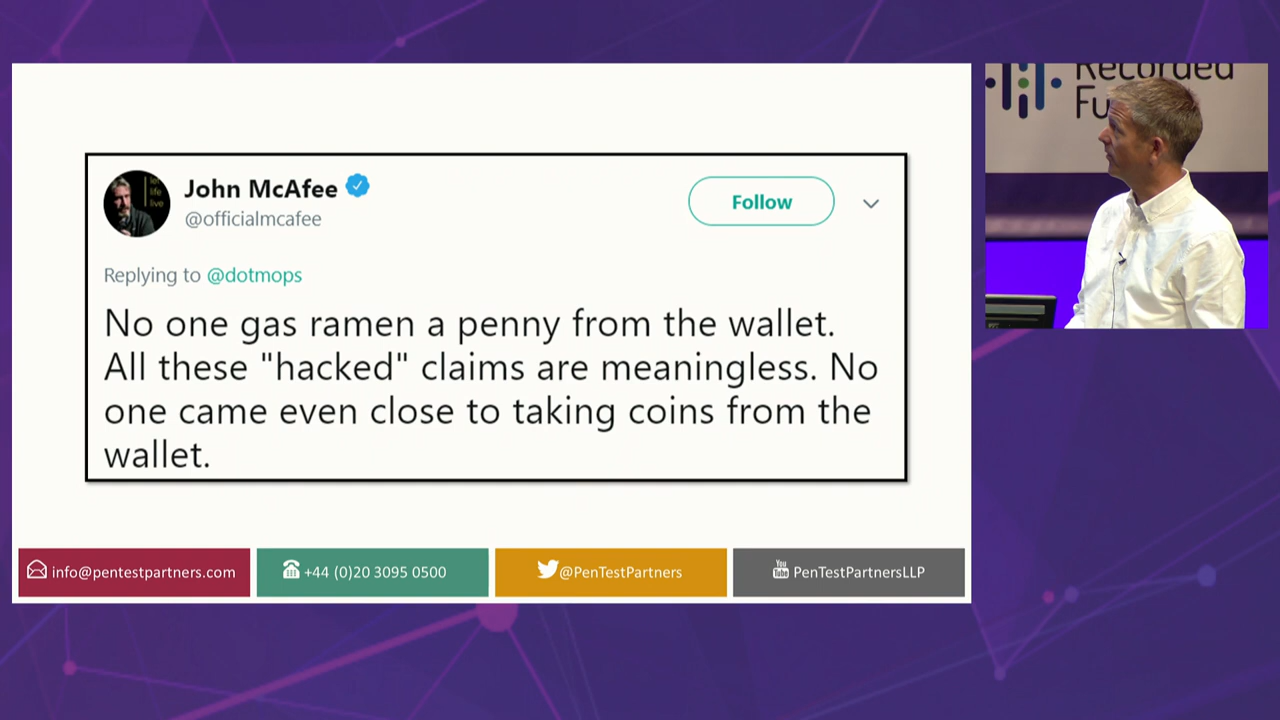 John McAfee
@officialmcafee
Follow
Replying to @dotmops
No one gas ramen a penny from the wallet.
All these "hacked" claims are meaningless. No
one came even close to taking coins from the
wallet.
info@pentestpartners.com
+44 (0)20 3095 0500
@PenTestPartners
You Tube PenTestPartnersLLP
Recorded
Fu